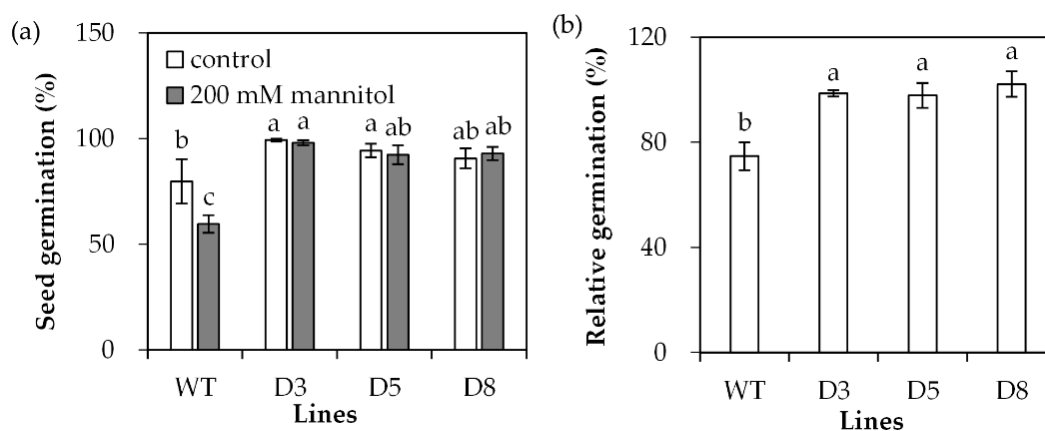 (a)
Seed germination (%)
150
100
50
0
control
200 mM mannitol
b
c
a
a
a
ab
ab
ab
WT
D3
D5
D8
Lines
(b)
Relative germination (%)
120
80
40
0
b
a
a
a
WT
D3
D5
D8
Lines